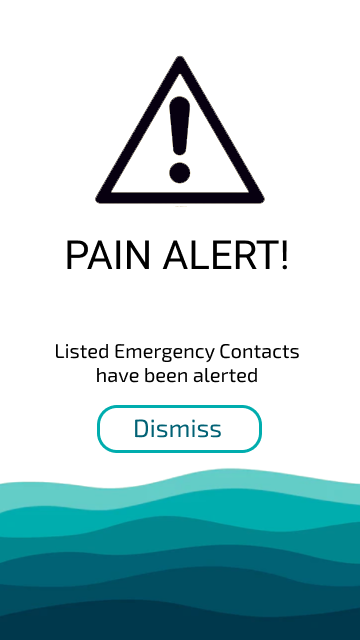 PAIN ALERT!
Listed Emergency Contacts
have been alerted
Dismiss